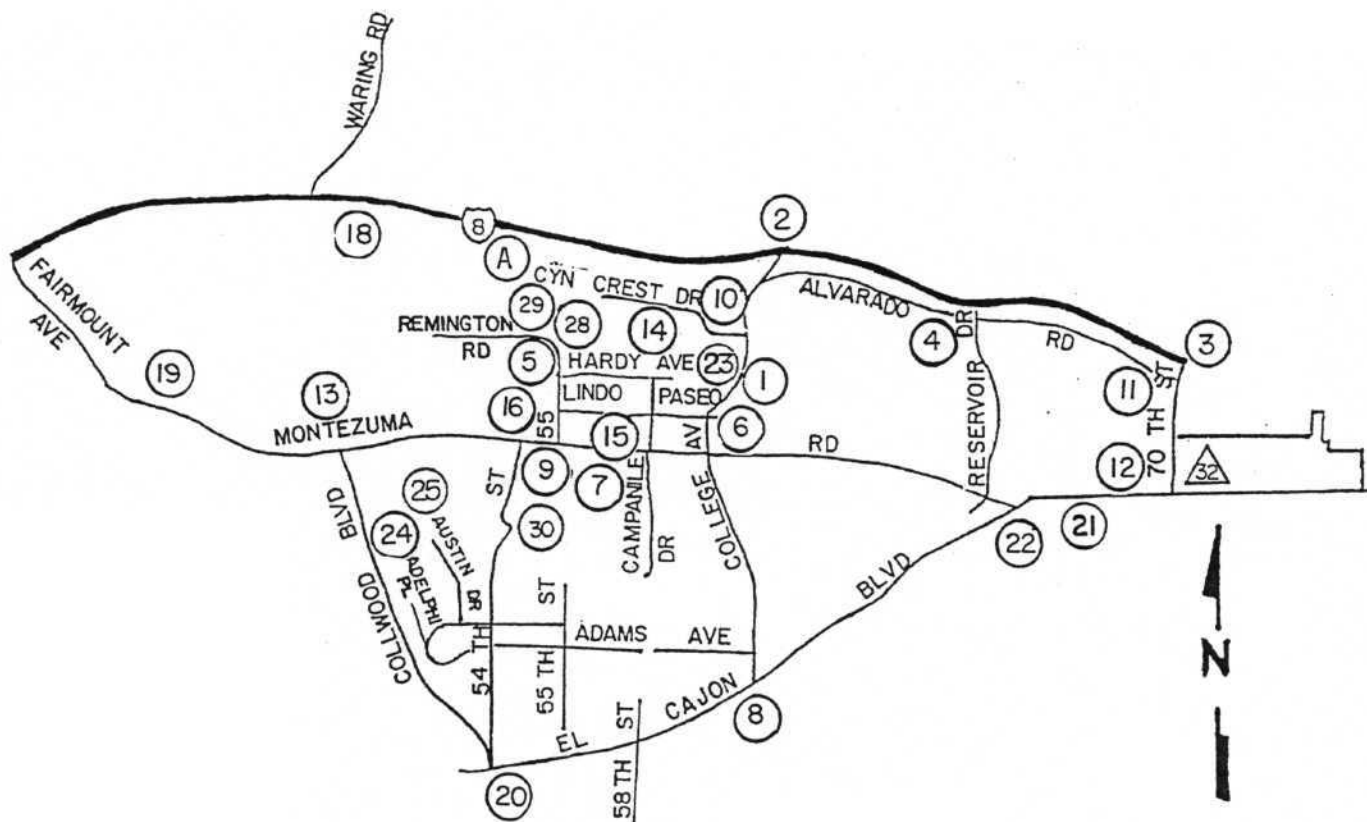 WARING RD
2
18
8
A
CYN CREST DR
10
ALVARADO
RD
FAIRMOUNT
AVE
29
28
14
REMINGTON
RD
4
DR
3
5
HARDY AVE
23
1
11
ST
19
13
16
LINDO
PASEO
6
MONTEZUMA
55
15
AV
RD
RESERVOIR
12
70 TH
32
ST
9
7
CAMPANILE
DR
COLLEGE
25
24
AUSTIN
DR
30
22
21
BLVD
COLLWOOD
ADELPHI
PL
ST
BLVD
54 TH
55 TH
ADAMS AVE
N
EL CAJON
8
ST
58 TH
20